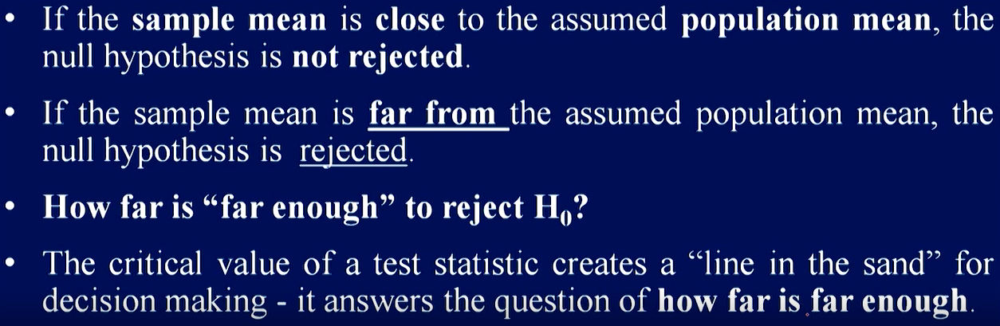 • If the sample mean is close to the assumed population mean, the
null hypothesis is not rejected.
• If the sample mean is far from the assumed population mean, the
null hypothesis is rejected.
• How far is “far enough” to reject H₀?
• The critical value of a test statistic creates a “line in the sand” for
decision making - it answers the question of how far is far enough.